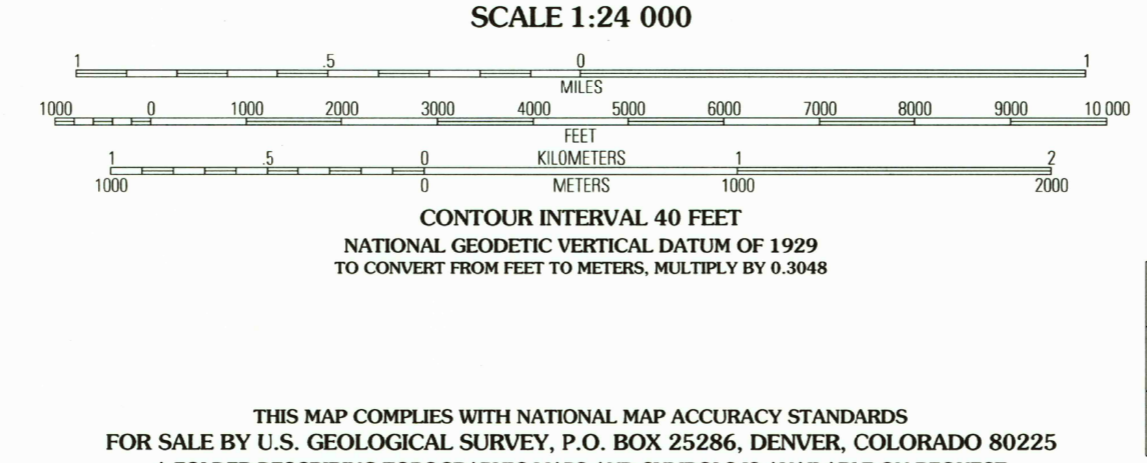 SCALE 1:24 000
1 .5 0 1
MILES
1000 0 1000 2000 3000 4000 5000 6000 7000 8000 9000 10 000
FEET
1 .5 0 KILOMETERS 1 2
1000 0 METERS 1000 2000
CONTOUR INTERVAL 40 FEET
NATIONAL GEODETIC VERTICAL DATUM OF 1929
TO CONVERT FROM FEET TO METERS, MULTIPLY BY 0.3048
THIS MAP COMPLIES WITH NATIONAL MAP ACCURACY STANDARDS
FOR SALE BY U.S. GEOLOGICAL SURVEY, P.O. BOX 25286, DENVER, COLORADO 80225